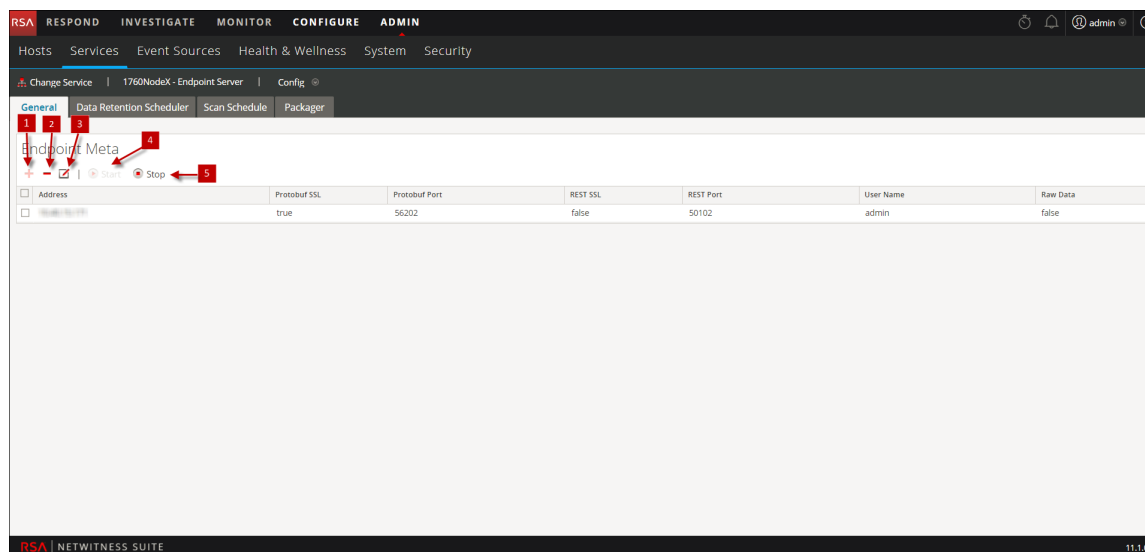 RSA RESPOND INVESTIGATE MONITOR CONFIGURE ADMIN admin
Hosts Services Event Sources Health & Wellness System Security
Change Service | 1760NodeX - Endpoint Server | Config
General Data Retention Scheduler Scan Schedule Packager
1 2 3 4
Endpoint Meta
Start Stop 5
Address Protobuf SSL Protobuf Port REST SSL REST Port User Name Raw Data
true 56202 false 50102 admin false
RSA | NETWITNESS SUITE 11.1.